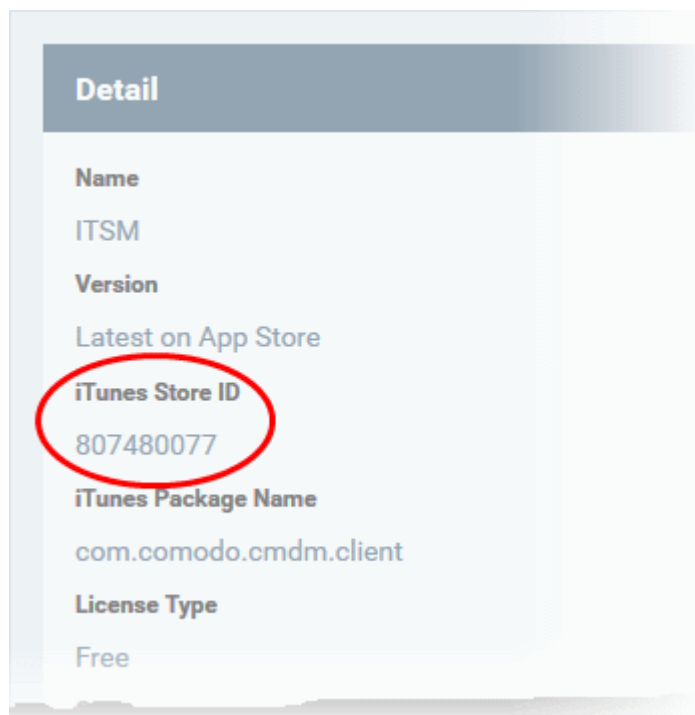 Detail
Name
ITSM
Version
Latest on App Store
iTunes Store ID
807480077
iTunes Package Name
com.comodo.cmdm.client
License Type
Free